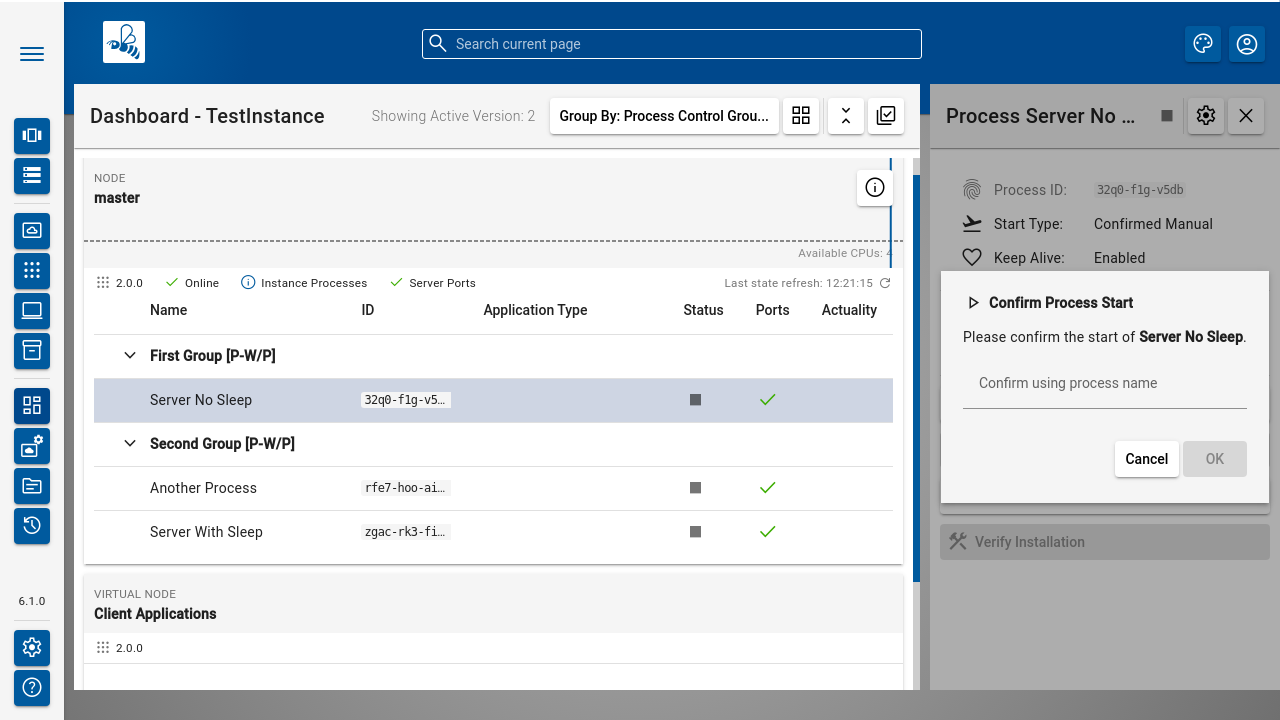 Search current page
Dashboard - TestInstance
Showing Active Version: 2
Group By: Process Control Grou...
Process Server No ...
NODE
master
Available CPUs: 4
2.0.0
Online
Instance Processes
Server Ports
Last state refresh: 12:21:15
Name
ID
Application Type
Status
Ports
Actuality
First Group [P-W/P]
Server No Sleep
32q0-f1g-v5…
Second Group [P-W/P]
Another Process
rfe7-hoo-ai…
Server With Sleep
zgac-rk3-fi…
VIRTUAL NODE
Client Applications
2.0.0
Process ID:
32q0-f1g-v5db
Start Type:
Confirmed Manual
Keep Alive:
Enabled
Confirm Process Start
Please confirm the start of Server No Sleep.
Confirm using process name
Cancel
OK
Verify Installation
6.1.0